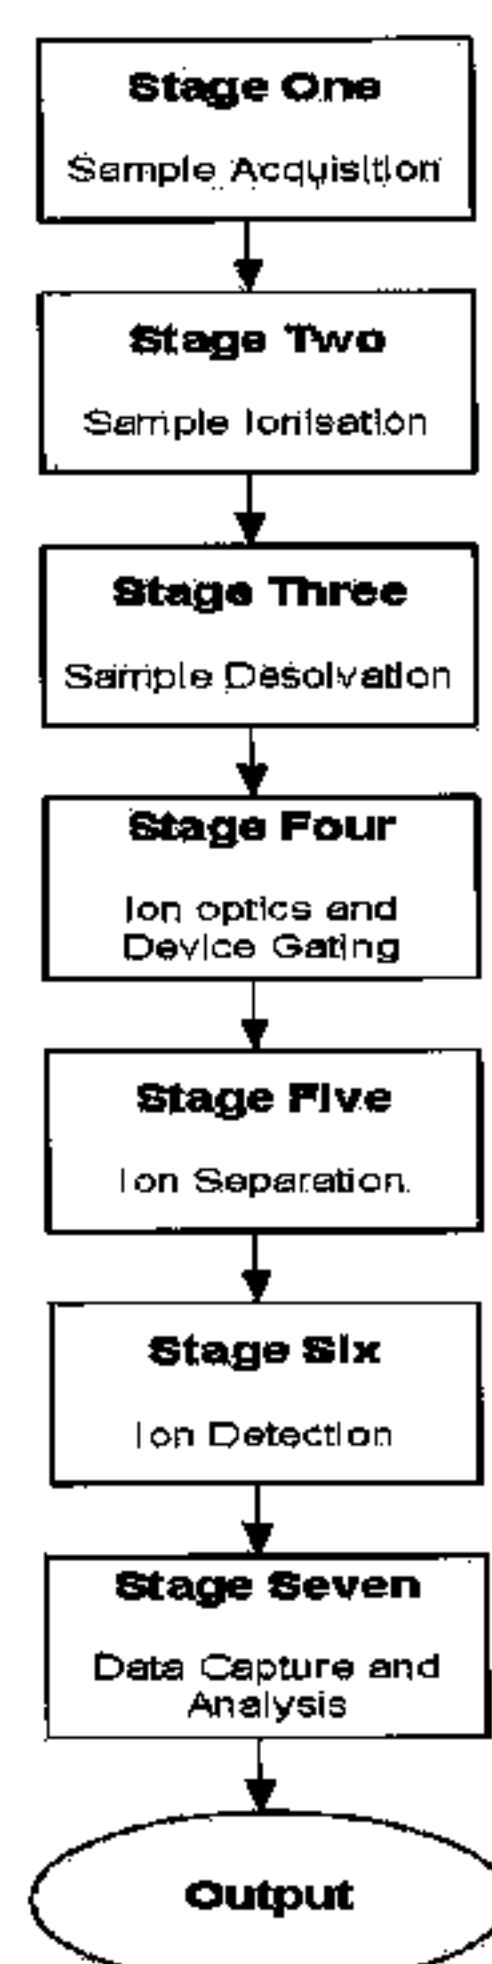 Stage One
Sample Acquisition
Stage Two
Sample Ionisation
Stage Three
Sample Desolvation
Stage Four
Ion optics and
Device Gating
Stage Five
Ion Separation
Stage Six
Ion Detection
Stage Seven
Data Capture and
Analysis
Output